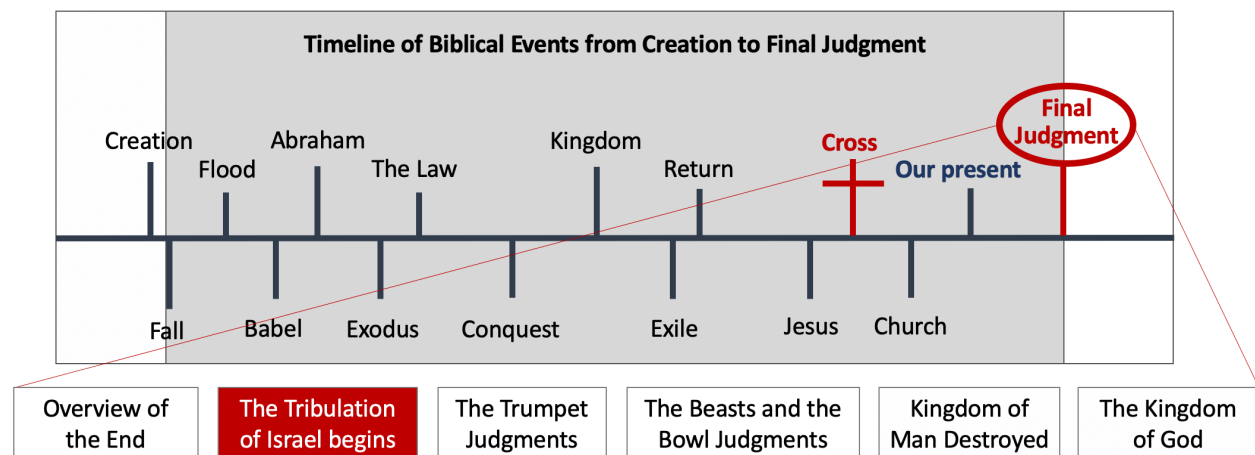 Timeline of Biblical Events from Creation to Final Judgment
Creation
Flood
Abraham
The Law
Kingdom
Return
Cross
Our present
Final
Judgment
Fall
Babel
Exodus
Conquest
Exile
Jesus
Church
Overview of
the End
The Tribulation
of Israel begins
The Trumpet
Judgments
The Beasts and the
Bowl Judgments
Kingdom of
Man Destroyed
The Kingdom
of God